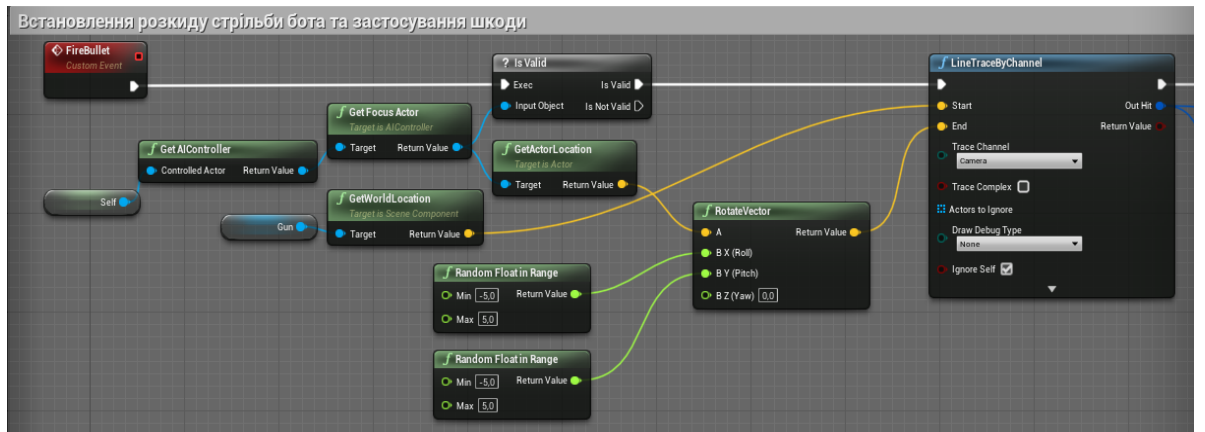 Встановлення розкиду стрільби бота та застосування шкоди
FireBullet
Custom Event
? Is Valid
Exec Is Valid
Input Object Is Not Valid
f LineTraceByChannel
Start Out Hit
End Return Value
Trace Channel
Camera
Trace Complex
Actors to Ignore
Draw Debug Type
None
Ignore Self
f Get Focus Actor
Target is AIController
Target Return Value
f Get AIController
Controlled Actor Return Value
f GetActorLocation
Target is Actor
Target Return Value
Self
f GetWorldLocation
Target is Scene Component
Target Return Value
Gun
f RotateVector
A Return Value
B X (Roll)
B Y (Pitch)
B Z (Yaw) 0,0
f Random Float in Range
Min -5,0 Return Value
Max 5,0
f Random Float in Range
Min -5,0 Return Value
Max 5,0